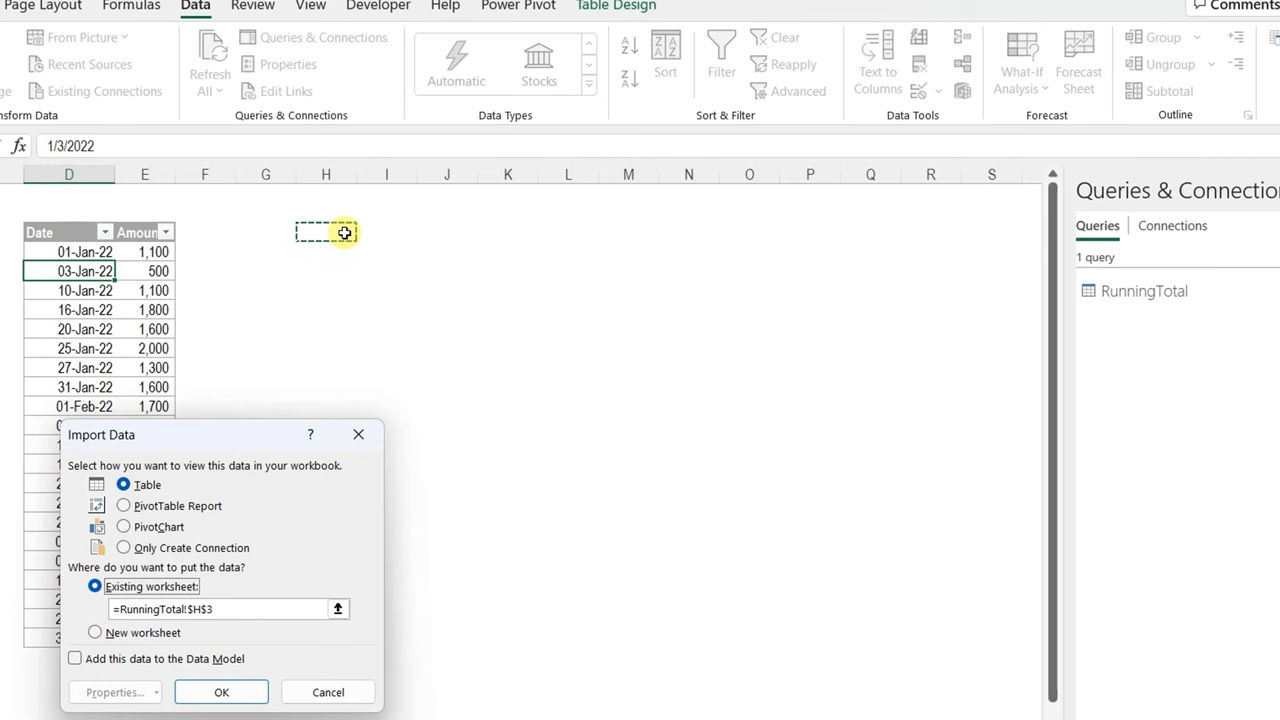 Page Layout Formulas Data Review View Developer Help Power Pivot Table Design Comments
From Picture Queries & Connections Clear Group
Recent Sources Properties Reapply Ungroup
Existing Connections Edit Links Advanced Subtotal
Refresh All Automatic Stocks Sort Filter Text to Columns What-If Analysis Forecast Sheet
Data Queries & Connections Data Types Sort & Filter Data Tools Forecast Outline
fx 1/3/2022
D E F G H I J K L M N O P Q R S
Queries & Connectio
Queries Connections
1 query
RunningTotal
Date Amoun
01-Jan-22 1,100
03-Jan-22 500
10-Jan-22 1,100
16-Jan-22 1,800
20-Jan-22 1,600
25-Jan-22 2,000
27-Jan-22 1,300
31-Jan-22 1,600
01-Feb-22 1,700
Import Data ?
Select how you want to view this data in your workbook.
Table
PivotTable Report
PivotChart
Only Create Connection
Where do you want to put the data?
Existing worksheet:
=RunningTotal!$H$3
New worksheet
Add this data to the Data Model
Properties... OK Cancel